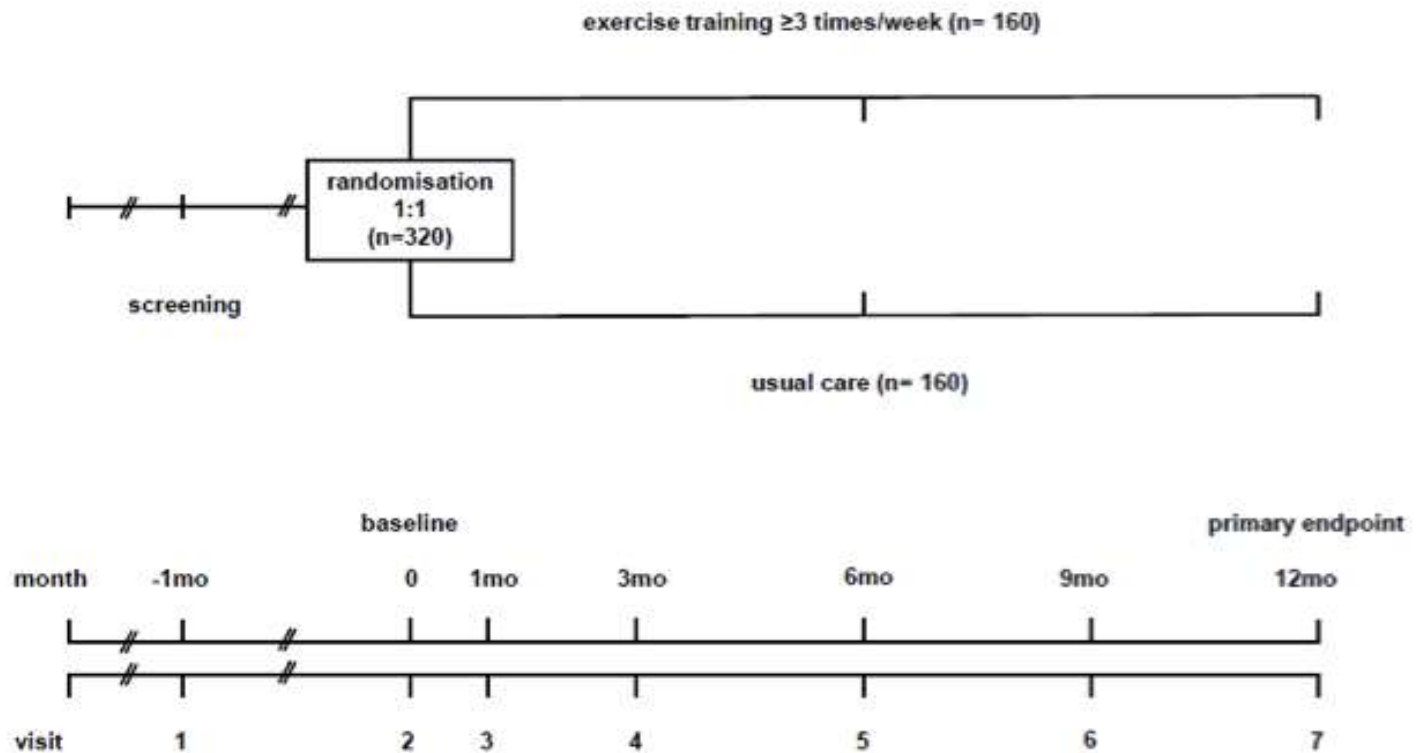 exercise training ≥3 times/week (n= 160)
randomisation
1:1
(n=320)
screening
usual care (n= 160)
baseline primary endpoint
month -1mo 0 1mo 3mo 6mo 9mo 12mo
visit 1 2 3 4 5 6 7